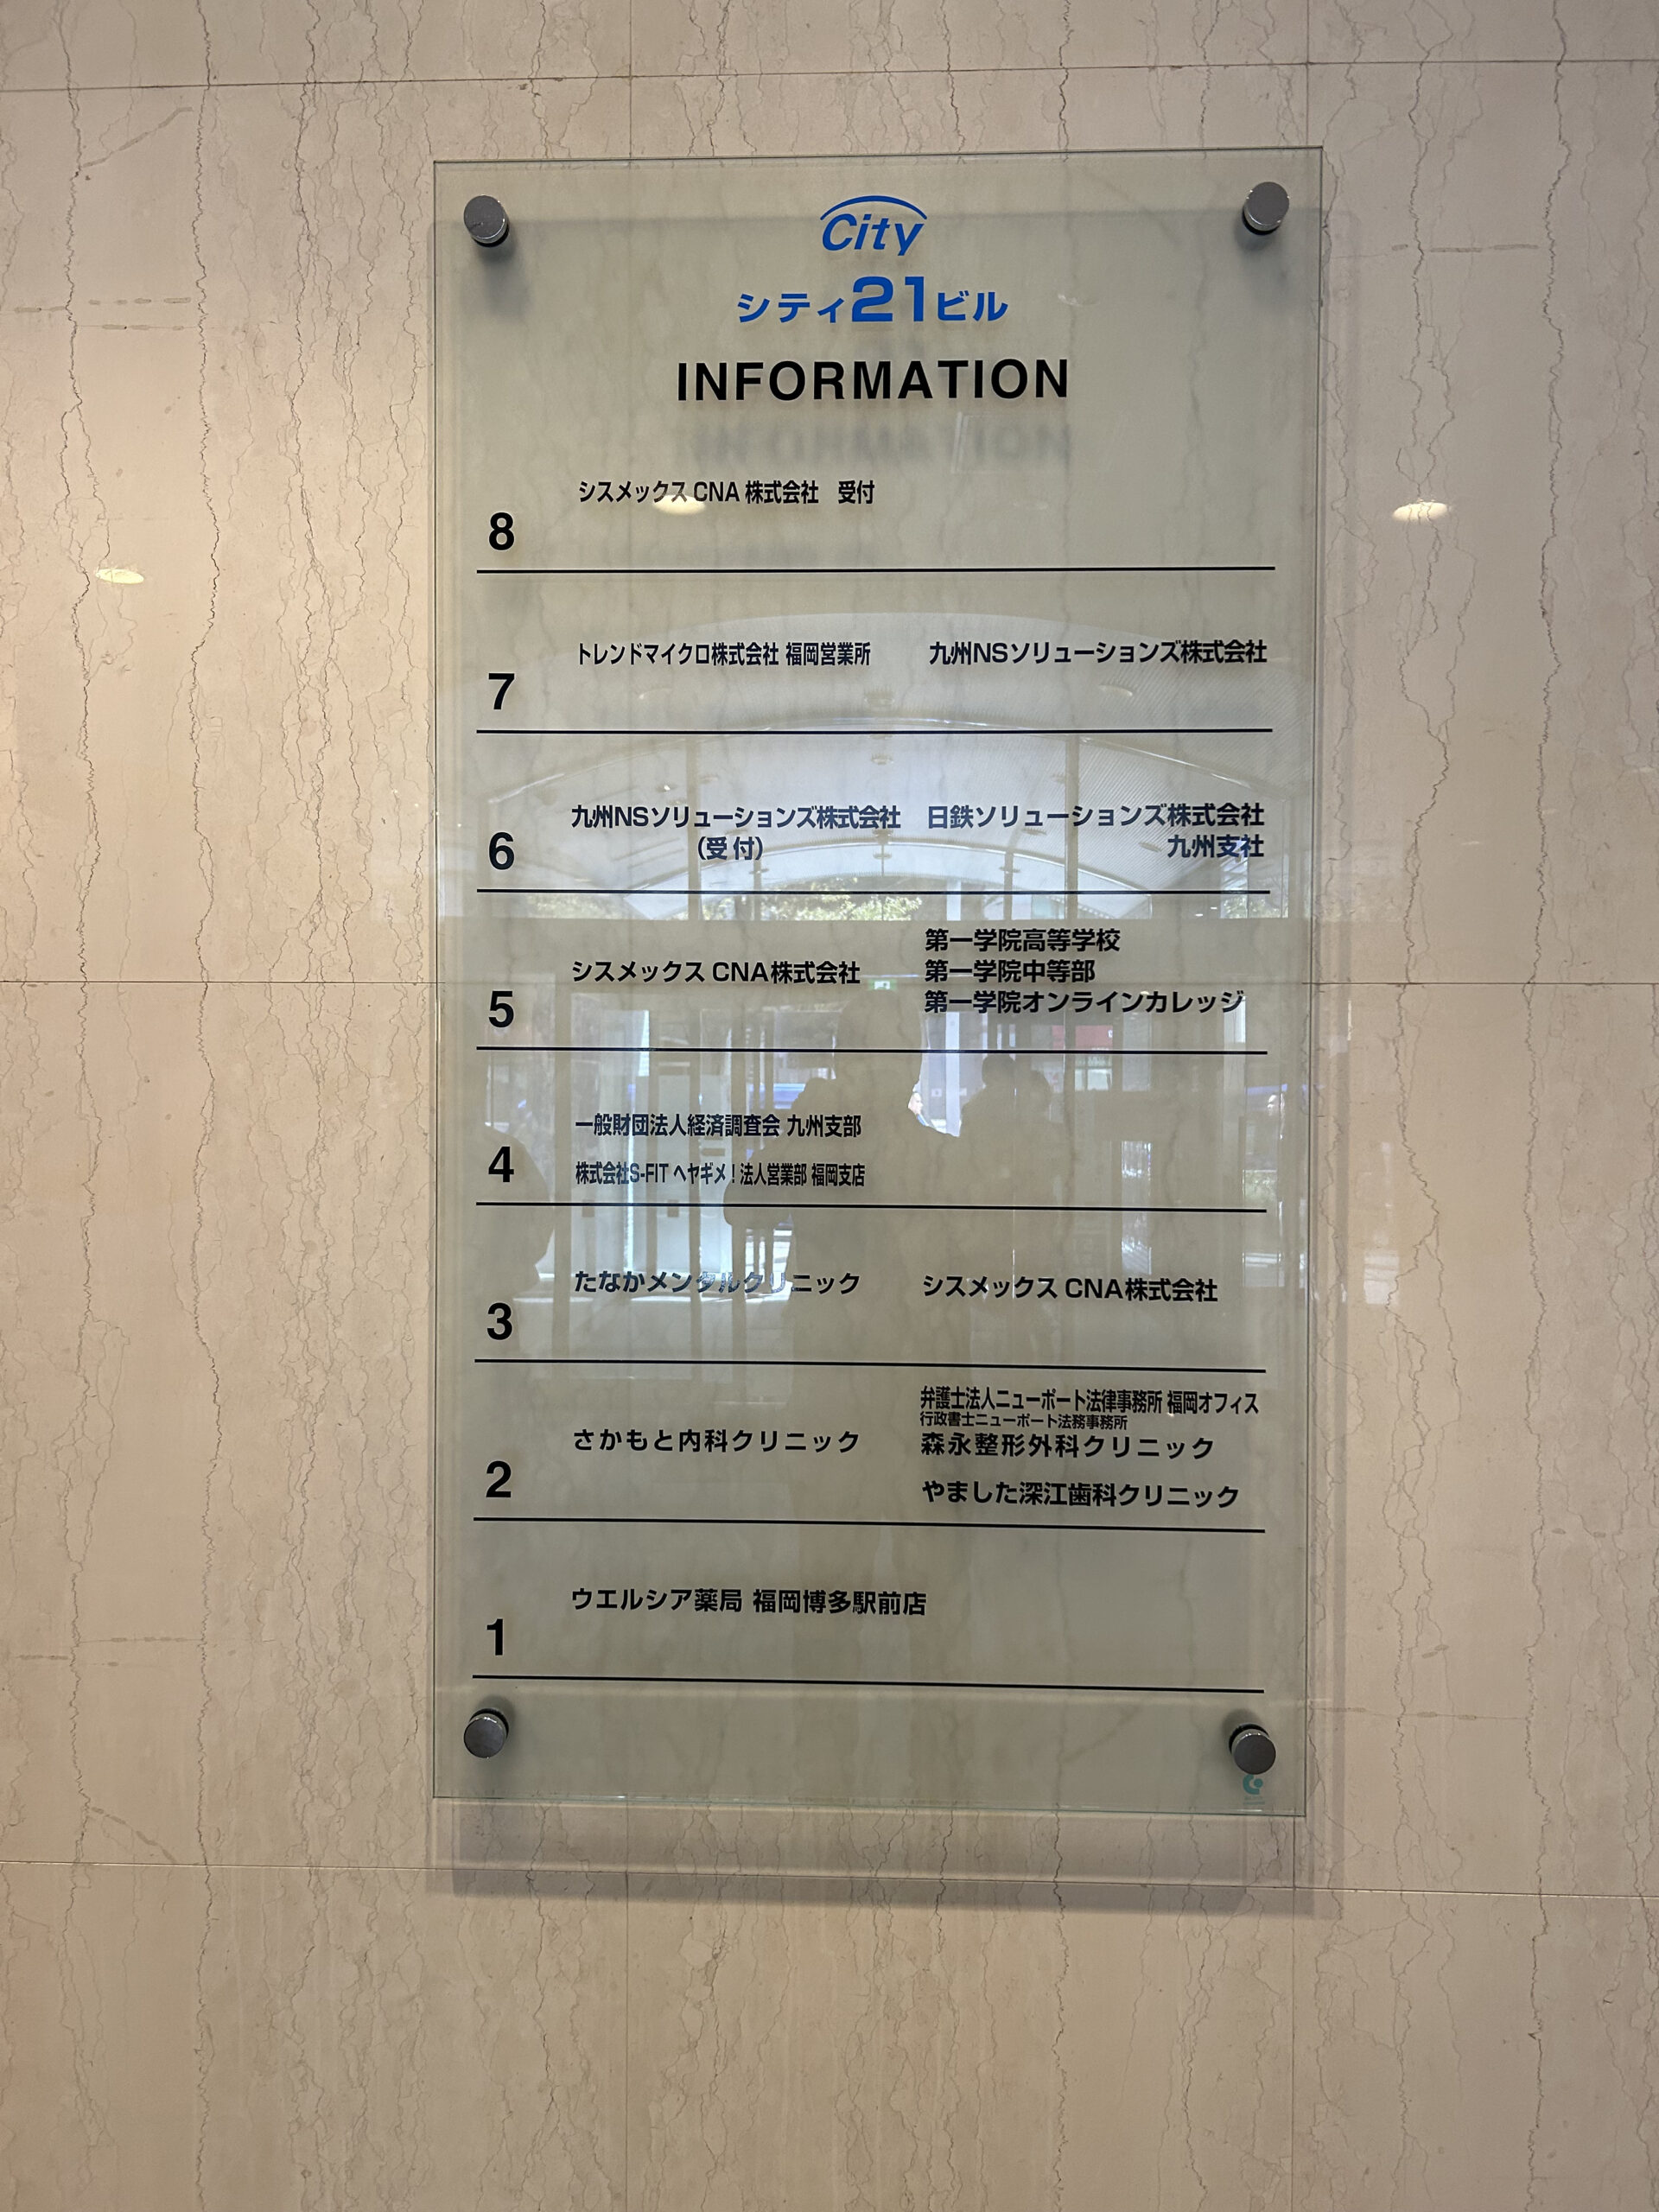 City
シティ21ビル
INFORMATION
シスメックス CNA 株式会社 受付
8
トレンドマイクロ株式会社 福岡営業所 九州NSソリューションズ株式会社
7
九州NSソリューションズ株式会社 日鉄ソリューションズ株式会社
(受付) 九州支社
6
第一学院高等学校
シスメックス CNA株式会社 第一学院中等部
第一学院オンラインカレッジ
5
一般財団法人経済調査会 九州支部
株式会社S-FIT ヘヤギメ!法人営業部 福岡支店
4
たなかメンタルクリニック シスメックス CNA株式会社
3
弁護士法人ニューポート法律事務所 福岡オフィス
行政書士ニューポート法務事務所
さかもと内科クリニック 森永整形外科クリニック
やました深江歯科クリニック
2
ウエルシア薬局 福岡博多駅前店
1